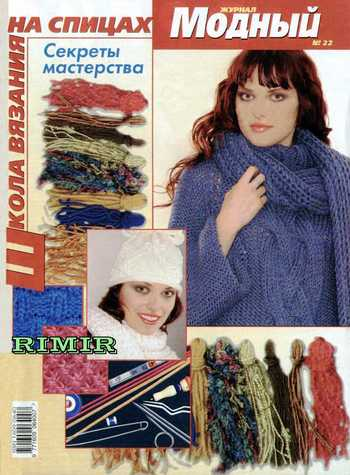 НА СПИЦАХ
ШКОЛА ВЯЗАНИЯ
ЖУРНАЛ
Модный
№ 22
Секреты
мастерства
RIMIR